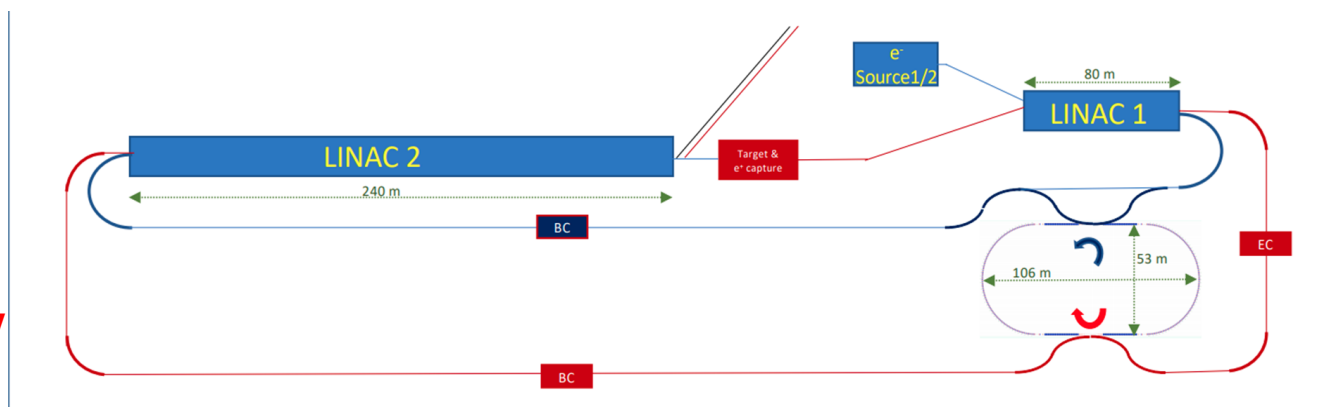 e-
Source1/2
80 m
LINAC 1
LINAC 2
Target &
e+ capture
240 m
BC
EC
53 m
106 m
BC